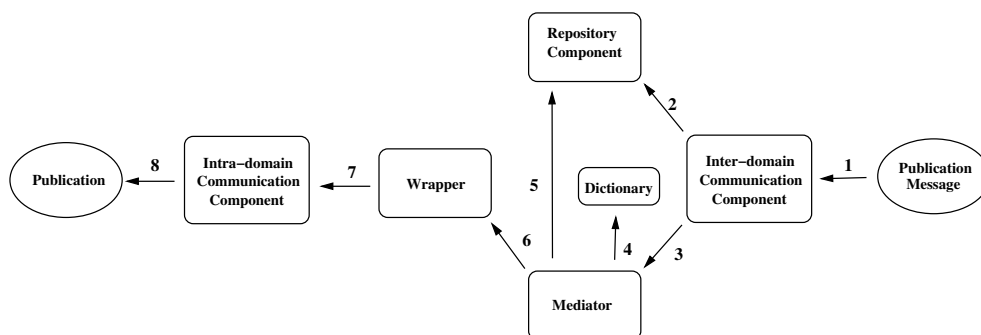 Repository
Component
2
8
Intra–domain
Communication
Component
Publication
7
Wrapper
5
Dictionary
Inter–domain
Communication
Component
1
Publication
Message
6
4
3
Mediator